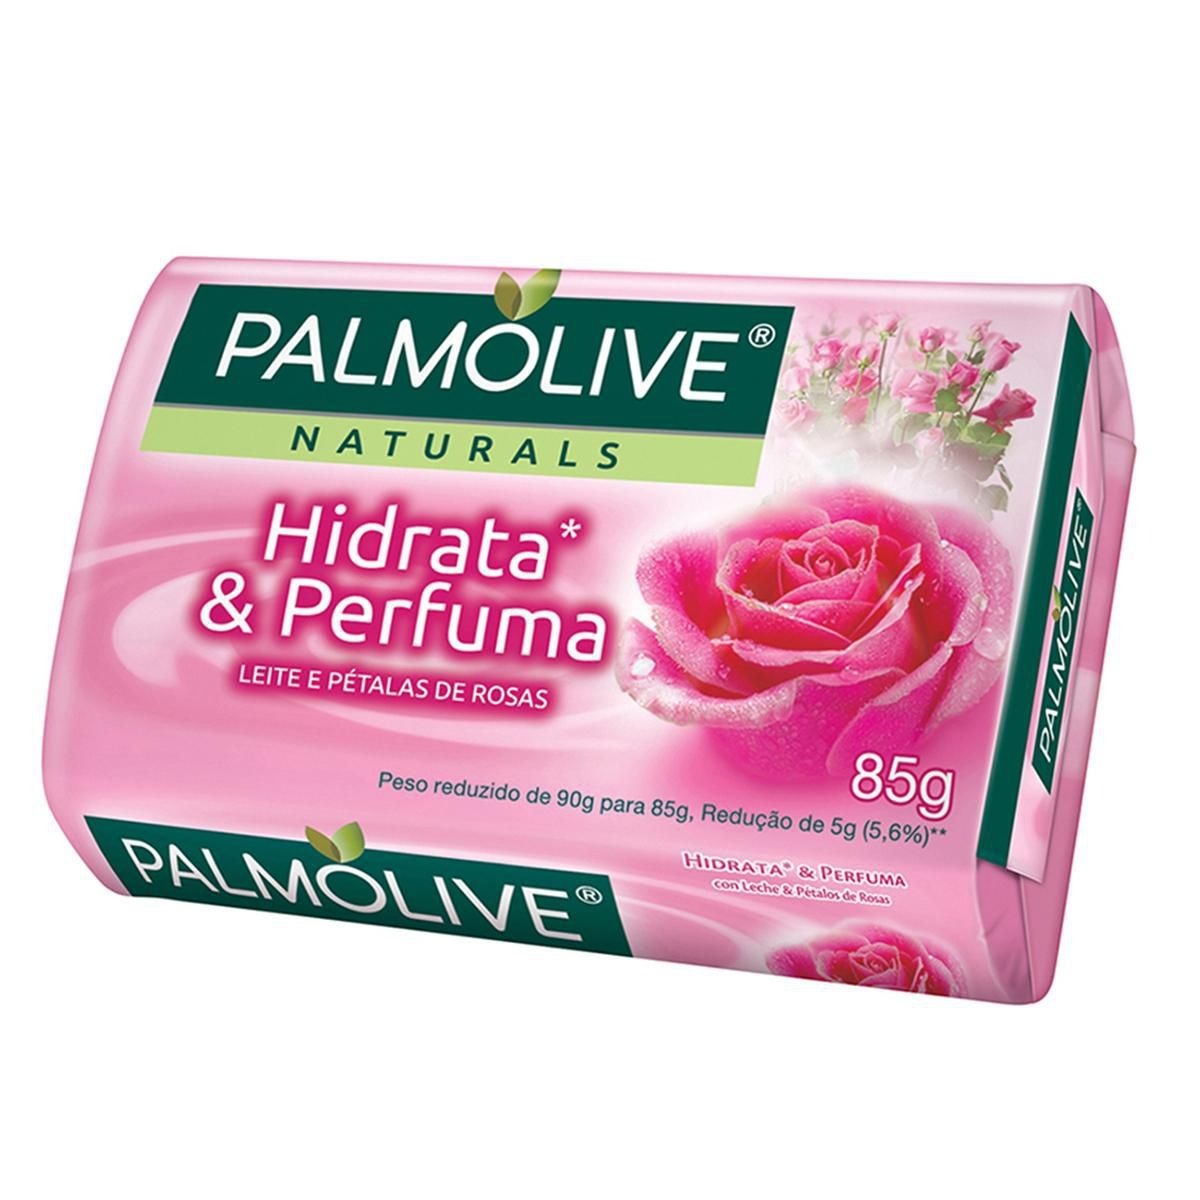 PALMOLIVE®
NATURALS
Hidrata*
& Perfuma
LEITE E PÉTALAS DE ROSAS
85g
Peso reduzido de 90g para 85g, Redução de 5g (5,6%)**
PALMOLIVE®
HIDRATA* & PERFUMA
con Leche & Pétalos de Rosas
PALMOLIVE®